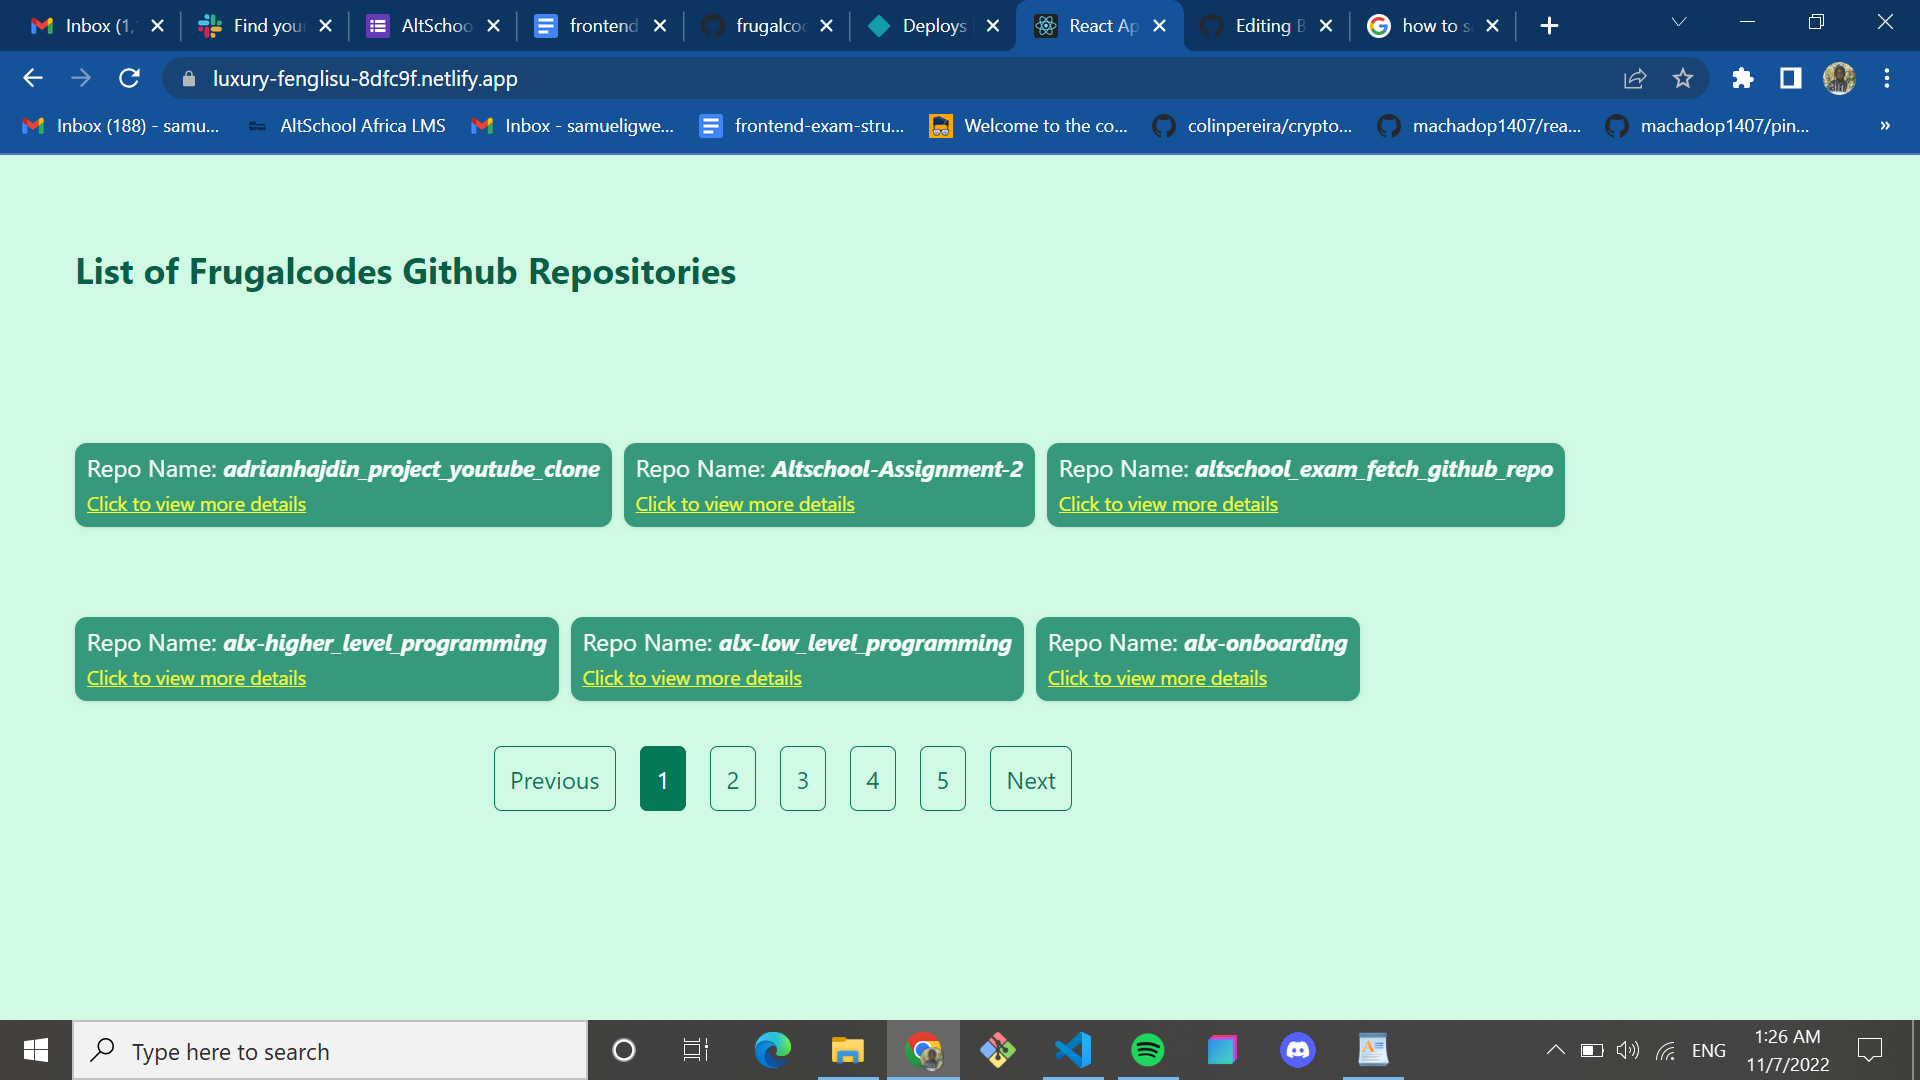 Inbox (1,
Find you
AltSchoo
frontend
frugalcoc
Deploys
React Ap
Editing B
how to s
luxury-fenglisu-8dfc9f.netlify.app
Inbox (188) - samu...
AltSchool Africa LMS
Inbox - samueligwe...
frontend-exam-stru...
Welcome to the co...
colinpereira/crypto...
machadop1407/rea...
machadop1407/pin...
»
List of Frugalcodes Github Repositories
Repo Name: adrianhajdin_project_youtube_clone
Click to view more details
Repo Name: Altschool-Assignment-2
Click to view more details
Repo Name: altschool_exam_fetch_github_repo
Click to view more details
Repo Name: alx-higher_level_programming
Click to view more details
Repo Name: alx-low_level_programming
Click to view more details
Repo Name: alx-onboarding
Click to view more details
Previous 1 2 3 4 5 Next
Type here to search
ENG
1:26 AM
11/7/2022